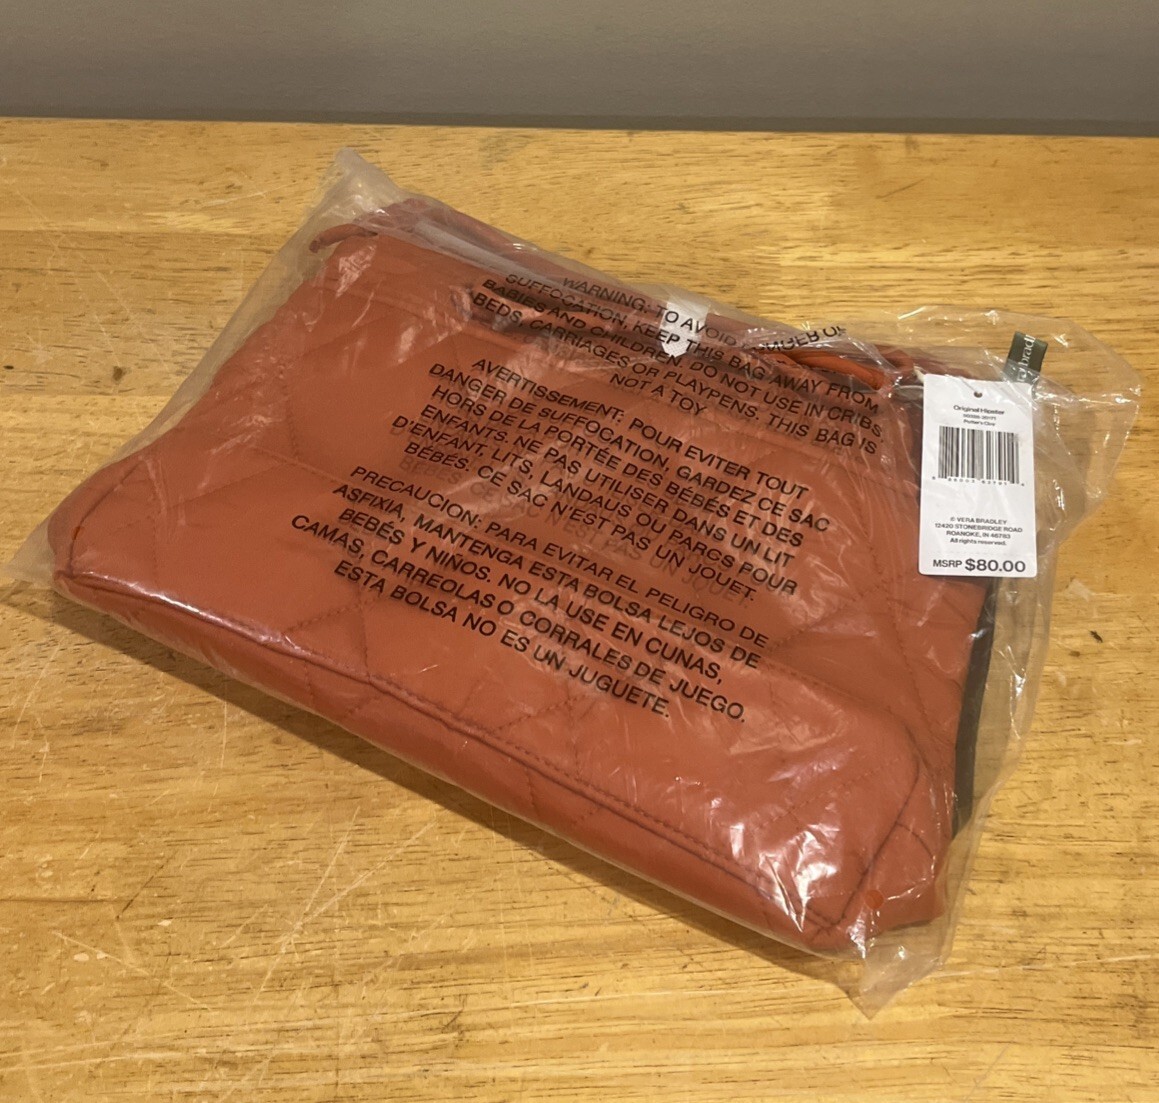 WARNING: TO AVOID
SUFFOCATION, KEEP THIS BAG AWAY FROM
BABIES AND CHILDREN. DO NOT USE IN CRIBS,
BEDS, CARRIAGES OR PLAYPENS. THIS BAG IS
NOT A TOY.
AVERTISSEMENT: POUR EVITER TOUT
DANGER DE SUFFOCATION, GARDEZ CE SAC
HORS DE LA PORTÉE DES BÉBÉS ET DES
ENFANTS. NE PAS UTILISER DANS UN LIT
D'ENFANT, LITS, LANDAUS OU PARCS POUR
BÉBÉS. CE SAC N'EST PAS UN JOUET.
PRECAUCION: PARA EVITAR EL PELIGRO DE
ASFIXIA, MANTENGA ESTA BOLSA LEJOS DE
BEBÉS Y NIÑOS. NO LA USE EN CUNAS,
CAMAS, CARREOLAS O CORRALES DE JUEGO.
ESTA BOLSA NO ES UN JUGUETE.
Original Hipster
Potter's Clay
© VERA BRADLEY
12420 STONEBRIDGE ROAD
ROANOKE, IN 46783
All rights reserved.
MSRP $80.00